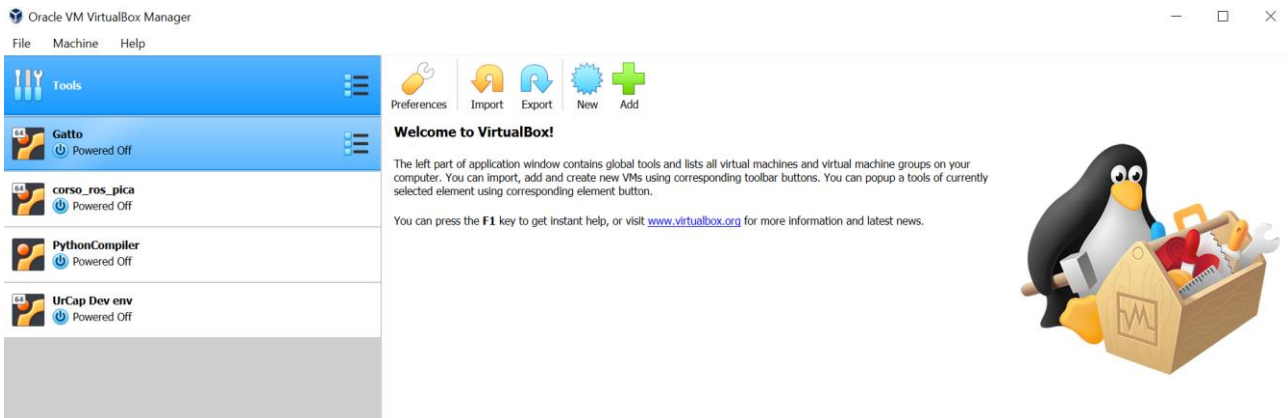 Oracle VM VirtualBox Manager
File Machine Help
Tools
64
Gatto
Powered Off
64
corso_ros_pica
Powered Off
PythonCompiler
Powered Off
64
UrCap Dev env
Powered Off
Preferences Import Export New Add
Welcome to VirtualBox!
The left part of application window contains global tools and lists all virtual machines and virtual machine groups on your
computer. You can import, add and create new VMs using corresponding toolbar buttons. You can popup a tools of currently
selected element using corresponding element button.
You can press the F1 key to get instant help, or visit www.virtualbox.org for more information and latest news.